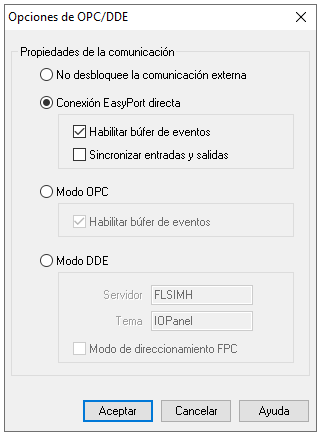 Opciones de OPC/DDE
Propiedades de la comunicación
No desbloquee la comunicación externa
Conexión EasyPort directa
Habilitar búfer de eventos
Sincronizar entradas y salidas
Modo OPC
Habilitar búfer de eventos
Modo DDE
Servidor FLSIMH
Tema IOPanel
Modo de direccionamiento FPC
Aceptar Cancelar Ayuda